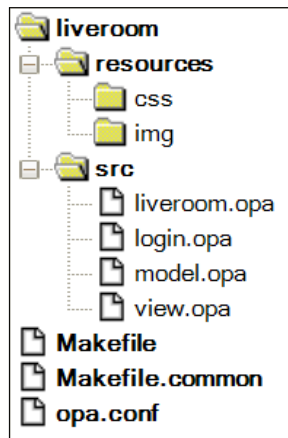 liveroom
resources
css
img
src
liveroom.opa
login.opa
model.opa
view.opa
Makefile
Makefile.common
opa.conf